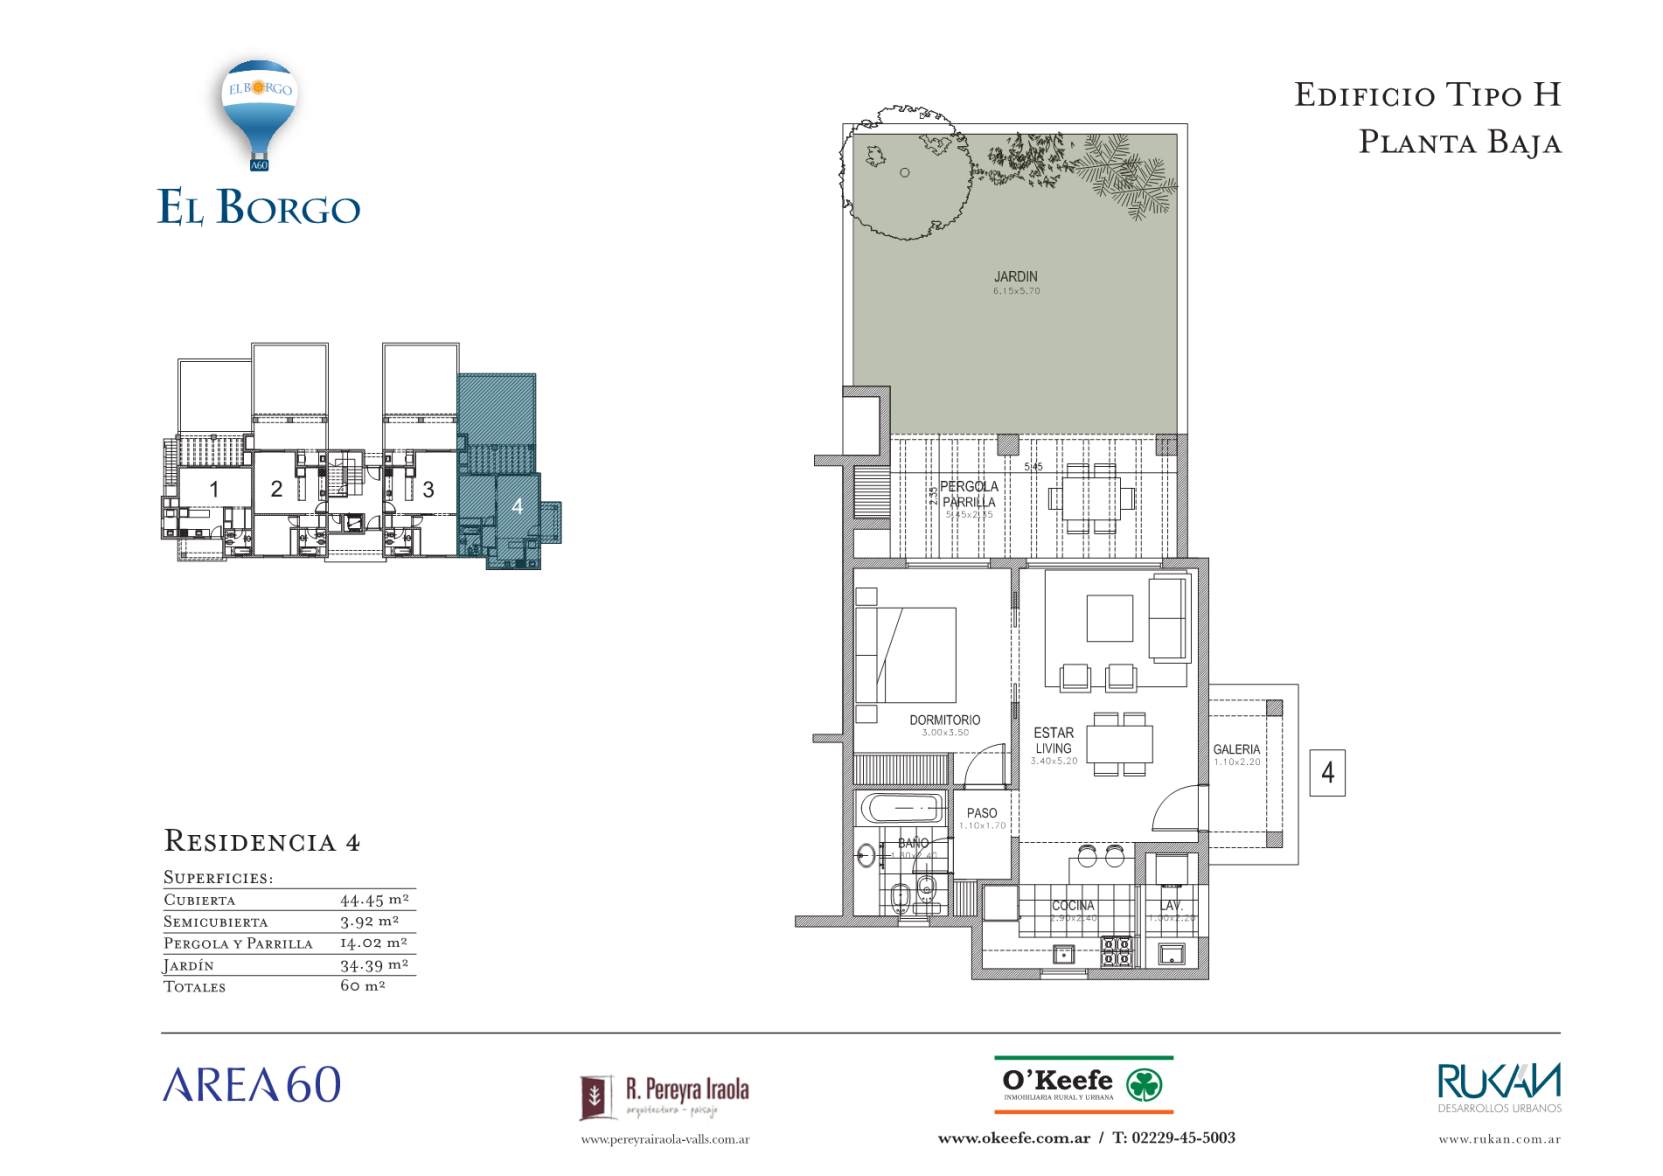 EL BORGO
A60
EL BORGO
EDIFICIO TIPO H
PLANTA BAJA
JARDIN
6.15x5.70
5.45
2.35
PERGOLA
PARRILLA
5.45x2.35
1
2
3
4
DORMITORIO
3.00x3.50
ESTAR
LIVING
3.40x5.20
GALERIA
1.10x2.20
4
PASO
1.10x1.70
BAÑO
1.80x2.40
COCINA
2.90x2.40
LAV.
1.00x2.20
RESIDENCIA 4
SUPERFICIES:
CUBIERTA 44.45 m²
SEMICUBIERTA 3.92 m²
PERGOLA Y PARRILLA 14.02 m²
JARDÍN 34.39 m²
TOTALES 60 m²
AREA60
R. Pereyra Iraola
arquitectura - paisaje
www.pereyrairaola-valls.com.ar
O'Keefe
INMOBILIARIA RURAL Y URBANA
www.okeefe.com.ar / T: 02229-45-5003
RUKAN
DESARROLLOS URBANOS
www.rukan.com.ar